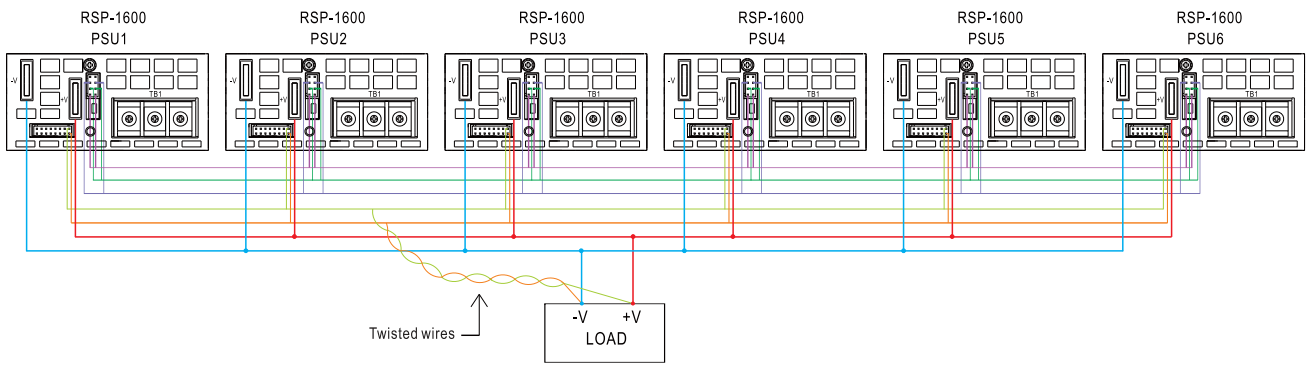 RSP-1600 RSP-1600 RSP-1600 RSP-1600 RSP-1600 RSP-1600
PSU1 PSU2 PSU3 PSU4 PSU5 PSU6
-V +V TB1 -V +V TB1 -V +V TB1 -V +V TB1 -V +V TB1 -V +V TB1
Twisted wires
-V +V
LOAD